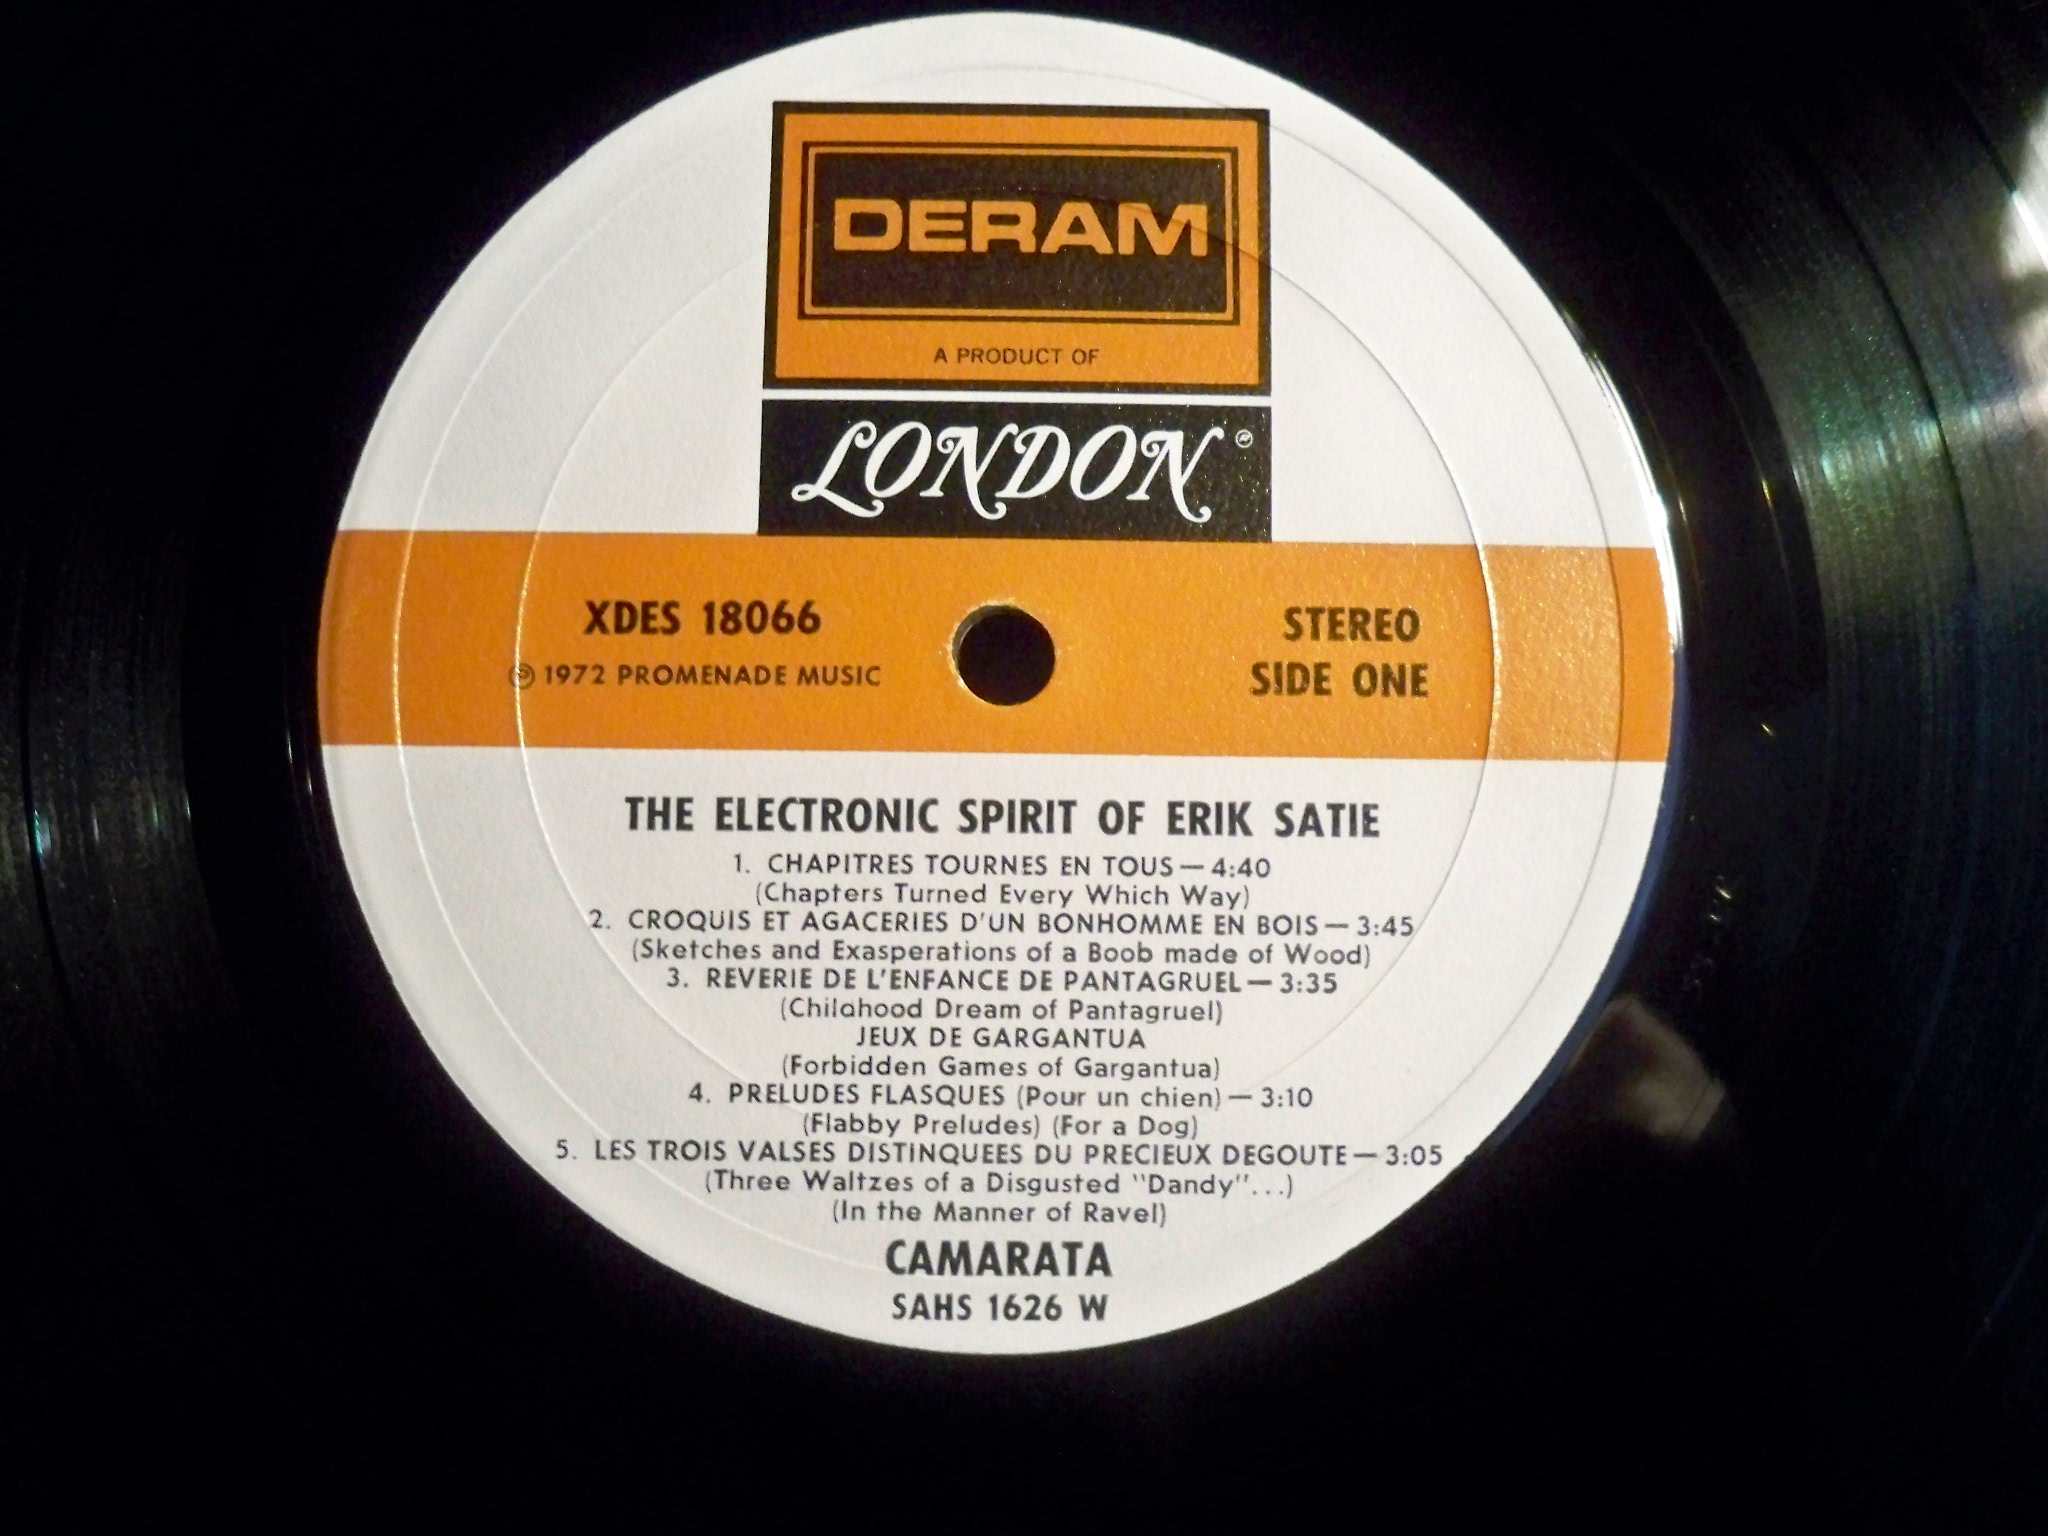 DERAM
A PRODUCT OF
LONDON ®
XDES 18066
℗ 1972 PROMENADE MUSIC
STEREO
SIDE ONE
THE ELECTRONIC SPIRIT OF ERIK SATIE
1. CHAPITRES TOURNES EN TOUS — 4:40
(Chapters Turned Every Which Way)
2. CROQUIS ET AGACERIES D'UN BONHOMME EN BOIS — 3:45
(Sketches and Exasperations of a Boob made of Wood)
3. REVERIE DE L'ENFANCE DE PANTAGRUEL — 3:35
(Childhood Dream of Pantagruel)
JEUX DE GARGANTUA
(Forbidden Games of Gargantua)
4. PRELUDES FLASQUES (Pour un chien) — 3:10
(Flabby Preludes) (For a Dog)
5. LES TROIS VALSES DISTINQUEES DU PRECIEUX DEGOUTE — 3:05
(Three Waltzes of a Disgusted "Dandy"...)
(In the Manner of Ravel)
CAMARATA
SAHS 1626 W